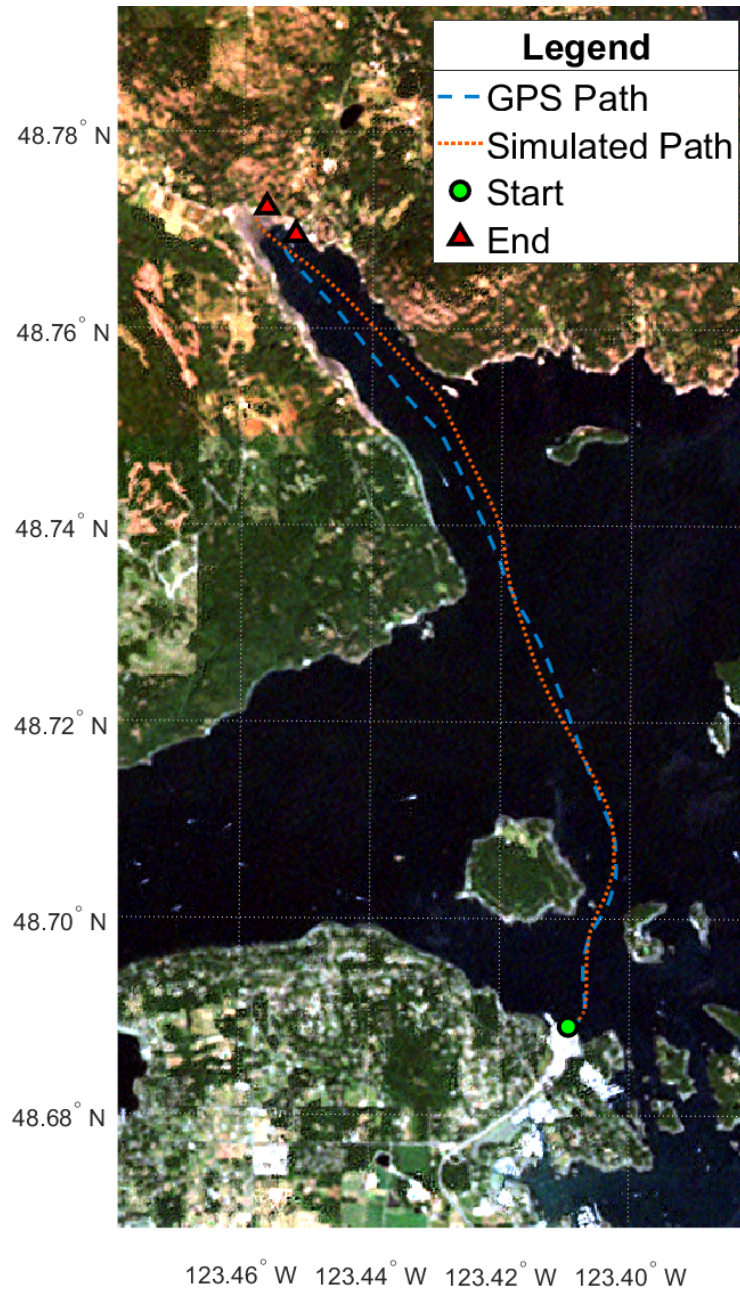 Legend
GPS Path
Simulated Path
Start
End
48.78° N
48.76° N
48.74° N
48.72° N
48.70° N
48.68° N
123.46° W 123.44° W 123.42° W 123.40° W